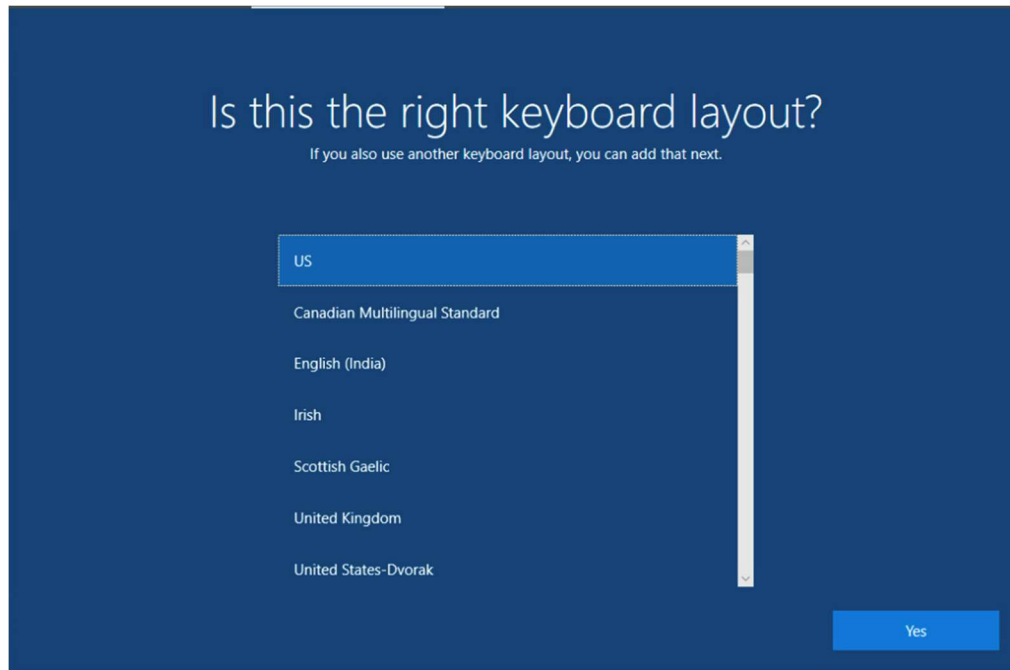 Is this the right keyboard layout?
If you also use another keyboard layout, you can add that next.
US
Canadian Multilingual Standard
English (India)
Irish
Scottish Gaelic
United Kingdom
United States-Dvorak
Yes